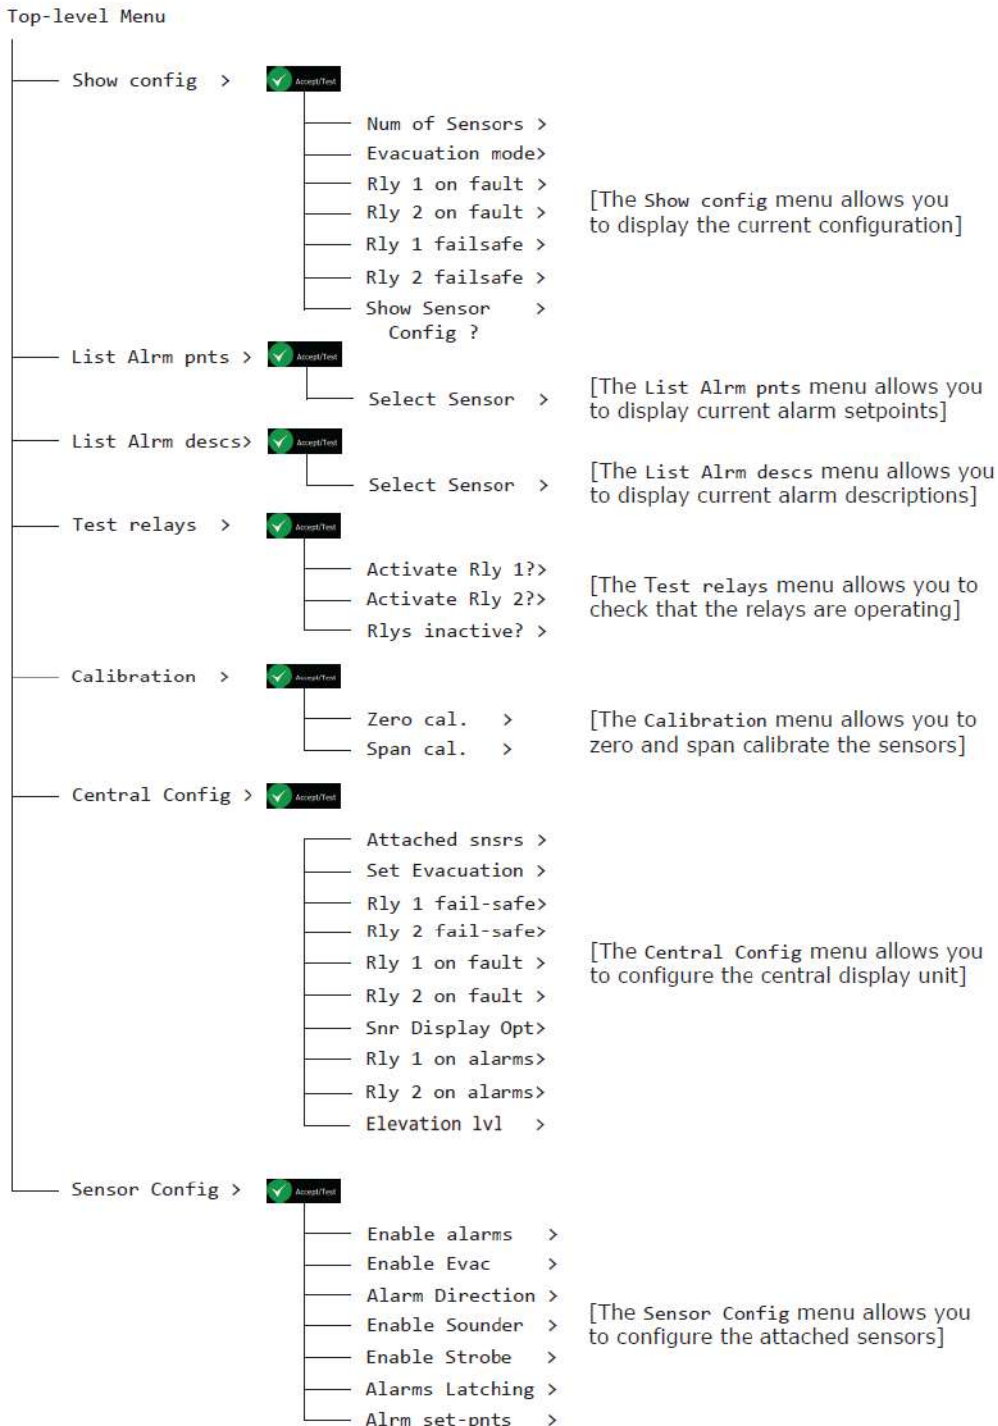 Top-level Menu
Show config >
Accept/Test
Num of Sensors >
Evacuation mode>
Rly 1 on fault >
Rly 2 on fault >
Rly 1 failsafe >
Rly 2 failsafe >
Show Sensor >
Config ?
[The Show config menu allows you
to display the current configuration]
List Alrm pnts >
Accept/Test
Select Sensor >
[The List Alrm pnts menu allows you
to display current alarm setpoints]
List Alrm descs>
Accept/Test
Select Sensor >
[The List Alrm descs menu allows you
to display current alarm descriptions]
Test relays >
Accept/Test
Activate Rly 1?>
Activate Rly 2?>
Rlys inactive? >
[The Test relays menu allows you to
check that the relays are operating]
Calibration >
Accept/Test
Zero cal. >
Span cal. >
[The Calibration menu allows you to
zero and span calibrate the sensors]
Central Config >
Accept/Test
Attached snsrs >
Set Evacuation >
Rly 1 fail-safe>
Rly 2 fail-safe>
Rly 1 on fault >
Rly 2 on fault >
Snr Display Opt>
Rly 1 on alarms>
Rly 2 on alarms>
Elevation lvl >
[The Central Config menu allows you
to configure the central display unit]
Sensor Config >
Accept/Test
Enable alarms >
Enable Evac >
Alarm Direction >
Enable Sounder >
Enable Strobe >
Alarms Latching >
Alrm set-pnts >
[The Sensor Config menu allows you
to configure the attached sensors]